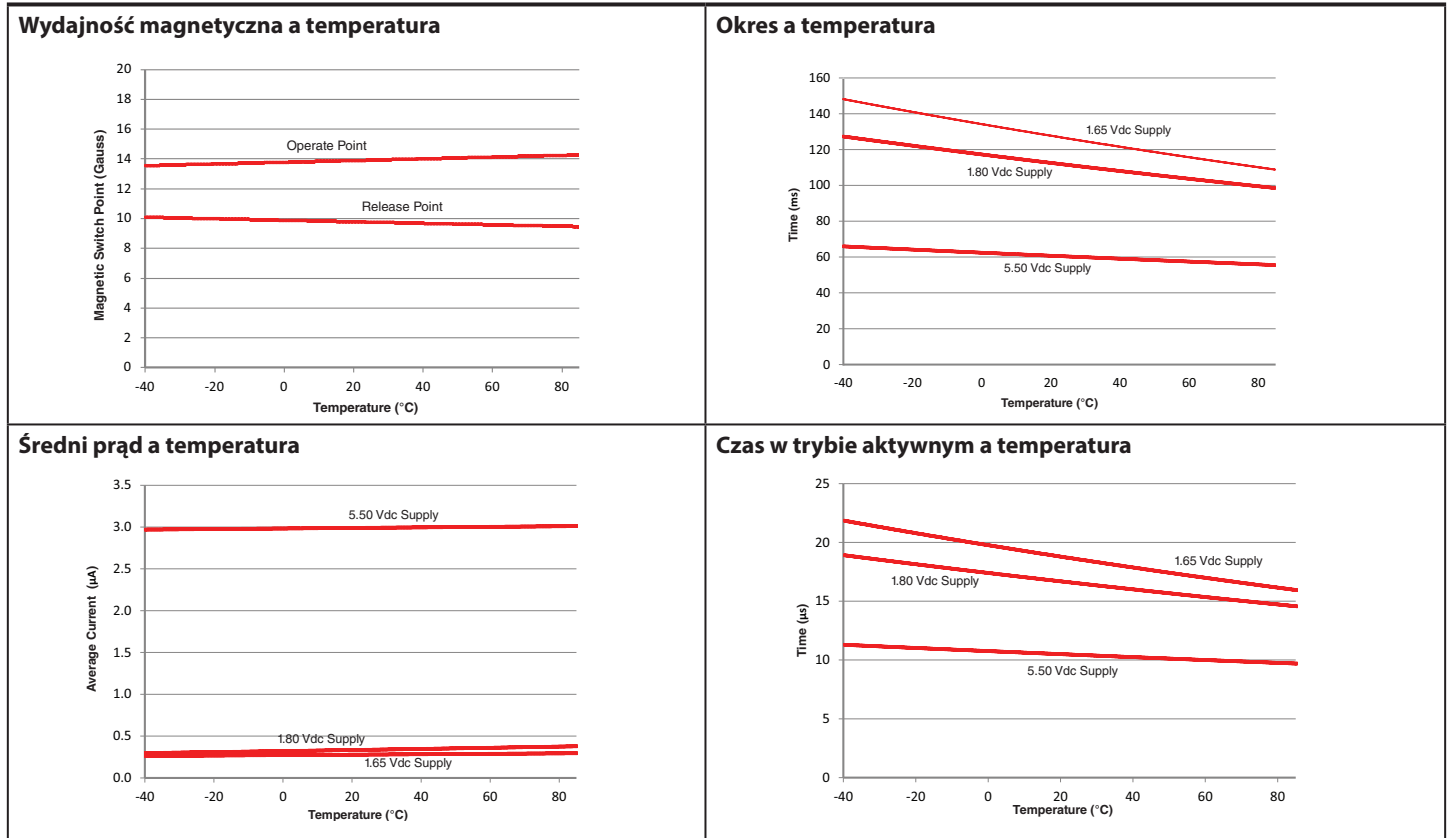 Wydajność magnetyczna a temperatura
20
18
16
14
12
10
8
6
4
2
0
Magnetic Switch Point (Gauss)
Operate Point
Release Point
-40 -20 0 20 40 60 80
Temperature (°C)
Okres a temperatura
160
140
120
100
80
60
40
20
0
Time (ms)
1.65 Vdc Supply
1.80 Vdc Supply
5.50 Vdc Supply
-40 -20 0 20 40 60 80
Temperature (°C)
Średni prąd a temperatura
3.5
3.0
2.5
2.0
1.5
1.0
0.5
0.0
Average Current (µA)
5.50 Vdc Supply
1.80 Vdc Supply
1.65 Vdc Supply
-40 -20 0 20 40 60 80
Temperature (°C)
Czas w trybie aktywnym a temperatura
25
20
15
10
5
0
Time (µs)
1.65 Vdc Supply
1.80 Vdc Supply
5.50 Vdc Supply
-40 -20 0 20 40 60 80
Temperature (°C)